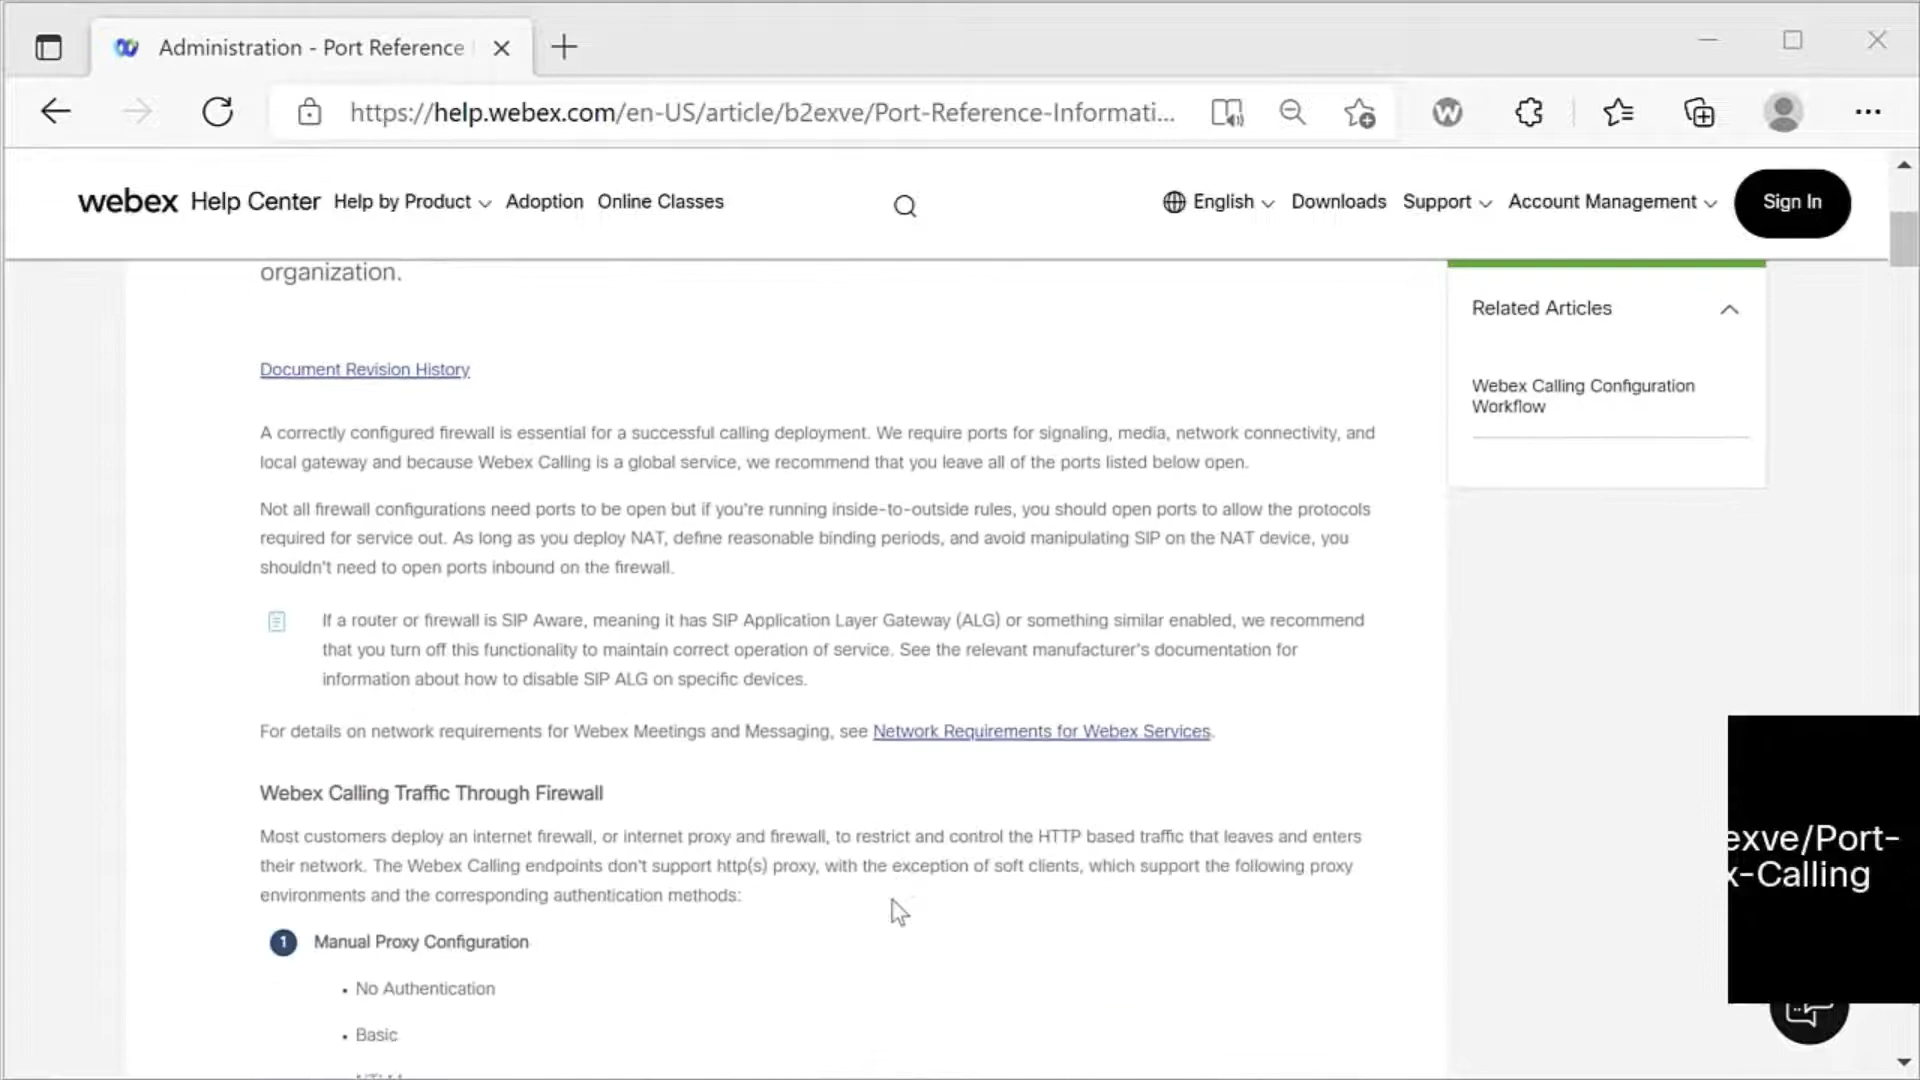 Administration - Port Reference
https://help.webex.com/en-US/article/b2exve/Port-Reference-Informati...
W
webex Help Center Help by Product Adoption Online Classes English Downloads Support Account Management Sign In
organization.
Related Articles
Document Revision History
Webex Calling Configuration
Workflow
A correctly configured firewall is essential for a successful calling deployment. We require ports for signaling, media, network connectivity, and
local gateway and because Webex Calling is a global service, we recommend that you leave all of the ports listed below open.
Not all firewall configurations need ports to be open but if you're running inside-to-outside rules, you should open ports to allow the protocols
required for service out. As long as you deploy NAT, define reasonable binding periods, and avoid manipulating SIP on the NAT device, you
shouldn't need to open ports inbound on the firewall.
If a router or firewall is SIP Aware, meaning it has SIP Application Layer Gateway (ALG) or something similar enabled, we recommend
that you turn off this functionality to maintain correct operation of service. See the relevant manufacturer's documentation for
information about how to disable SIP ALG on specific devices.
For details on network requirements for Webex Meetings and Messaging, see Network Requirements for Webex Services.
Webex Calling Traffic Through Firewall
Most customers deploy an internet firewall, or internet proxy and firewall, to restrict and control the HTTP based traffic that leaves and enters
their network. The Webex Calling endpoints don't support http(s) proxy, with the exception of soft clients, which support the following proxy
environments and the corresponding authentication methods:
exve/Port-
x-Calling
1 Manual Proxy Configuration
• No Authentication
• Basic